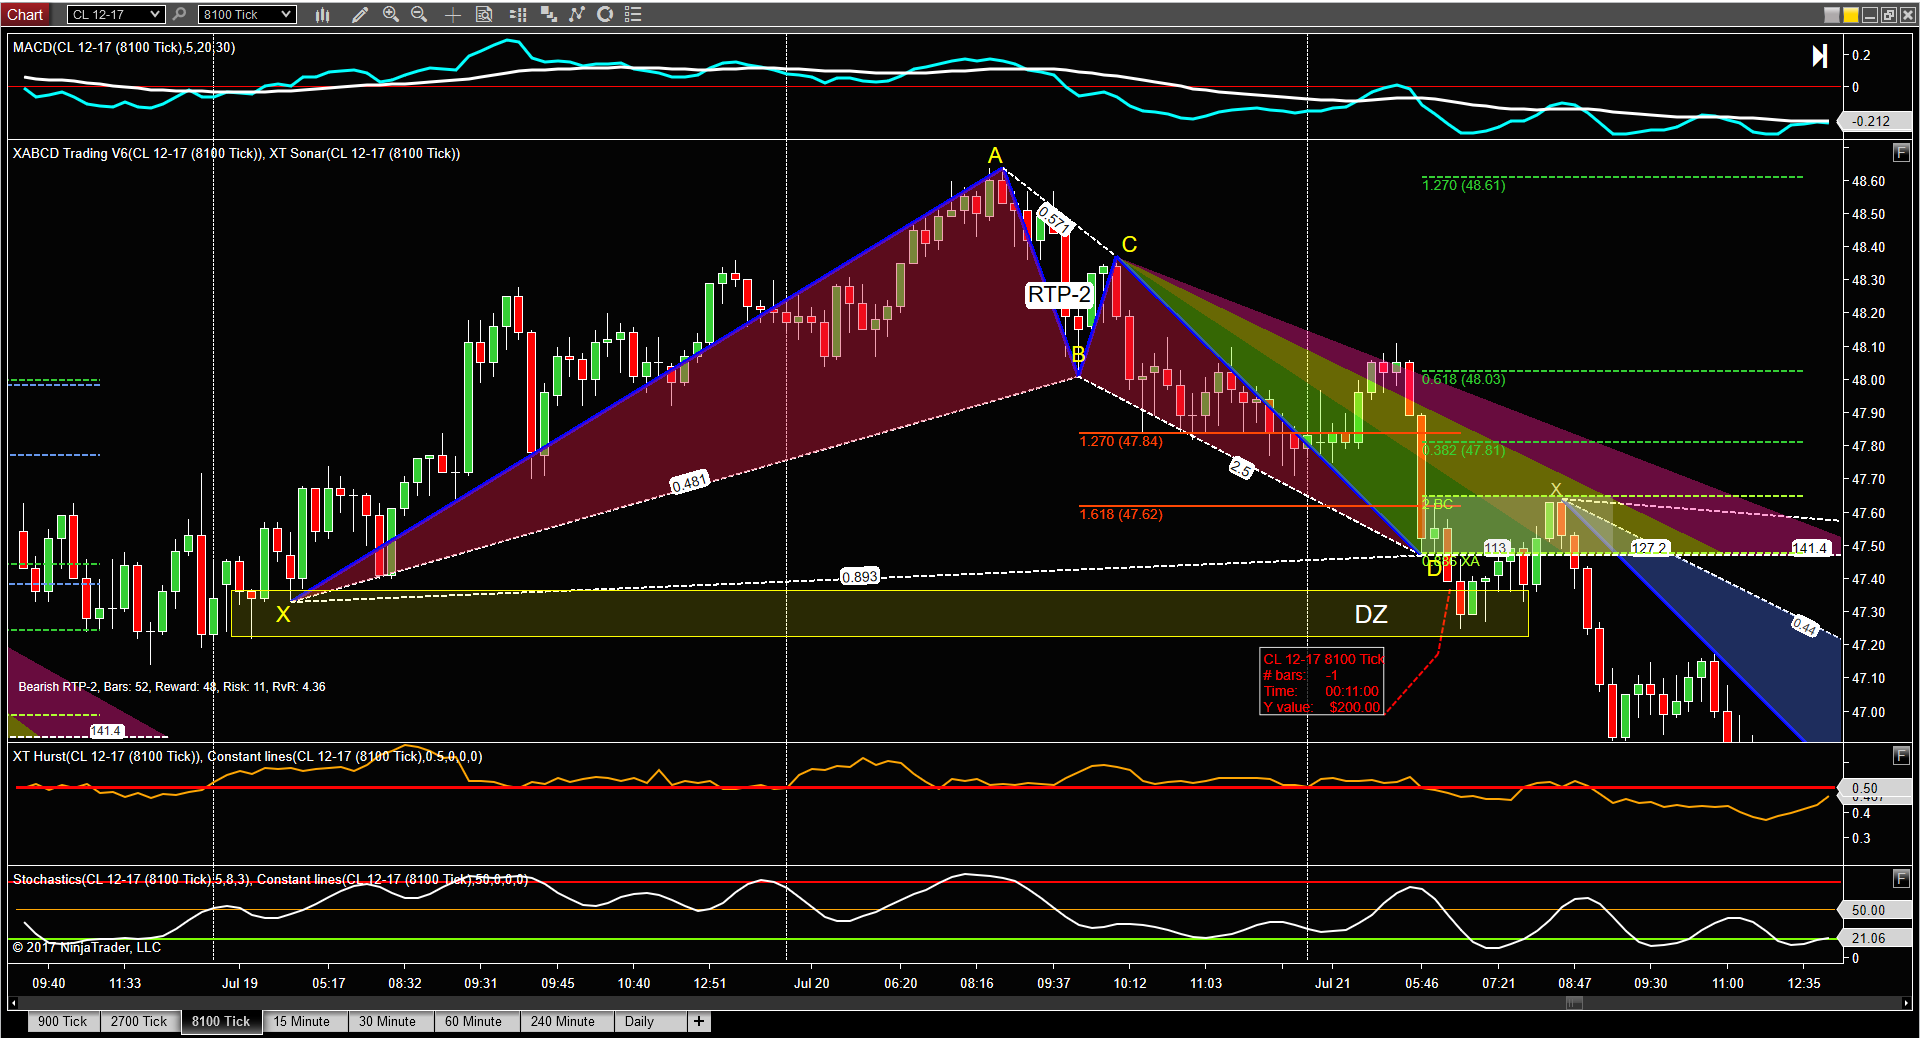 Chart CL 12-17 8100 Tick
MACD(CL 12-17 (8100 Tick),5,20,30)
0.2
0
-0.212
XABCD Trading V6(CL 12-17 (8100 Tick)), XT Sonar(CL 12-17 (8100 Tick))
F
A
48.60
1.270 (48.61)
0.571
48.50
C
48.40
48.30
RTP-2
48.20
48.10
B
0.618 (48.03)
48.00
47.90
1.270 (47.84)
0.382 (47.81)
47.80
2.5
0.481
47.70
X
2 BC
1.618 (47.62)
47.60
113
127.2
141.4
47.50
0.886 XA
D
0.893
47.40
X
DZ
47.30
0.44
47.20
CL 12-17 8100 Tick
# bars: -1
Time: 00:11:00
Y value: $200.00
47.10
Bearish RTP-2, Bars: 52, Reward: 48, Risk: 11, RvR: 4.36
47.00
141.4
XT Hurst(CL 12-17 (8100 Tick)), Constant lines(CL 12-17 (8100 Tick),0.5,0,0,0)
F
0.50
0.4
0.3
Stochastics(CL 12-17 (8100 Tick),5,8,3), Constant lines(CL 12-17 (8100 Tick),50,0,0,0)
F
50.00
21.06
© 2017 NinjaTrader, LLC
0
09:40 11:33 Jul 19 05:17 08:32 09:31 09:45 10:40 12:51 Jul 20 06:20 08:16 09:37 10:12 11:03 Jul 21 05:46 07:21 08:47 09:30 11:00 12:35
900 Tick 2700 Tick 8100 Tick 15 Minute 30 Minute 60 Minute 240 Minute Daily +